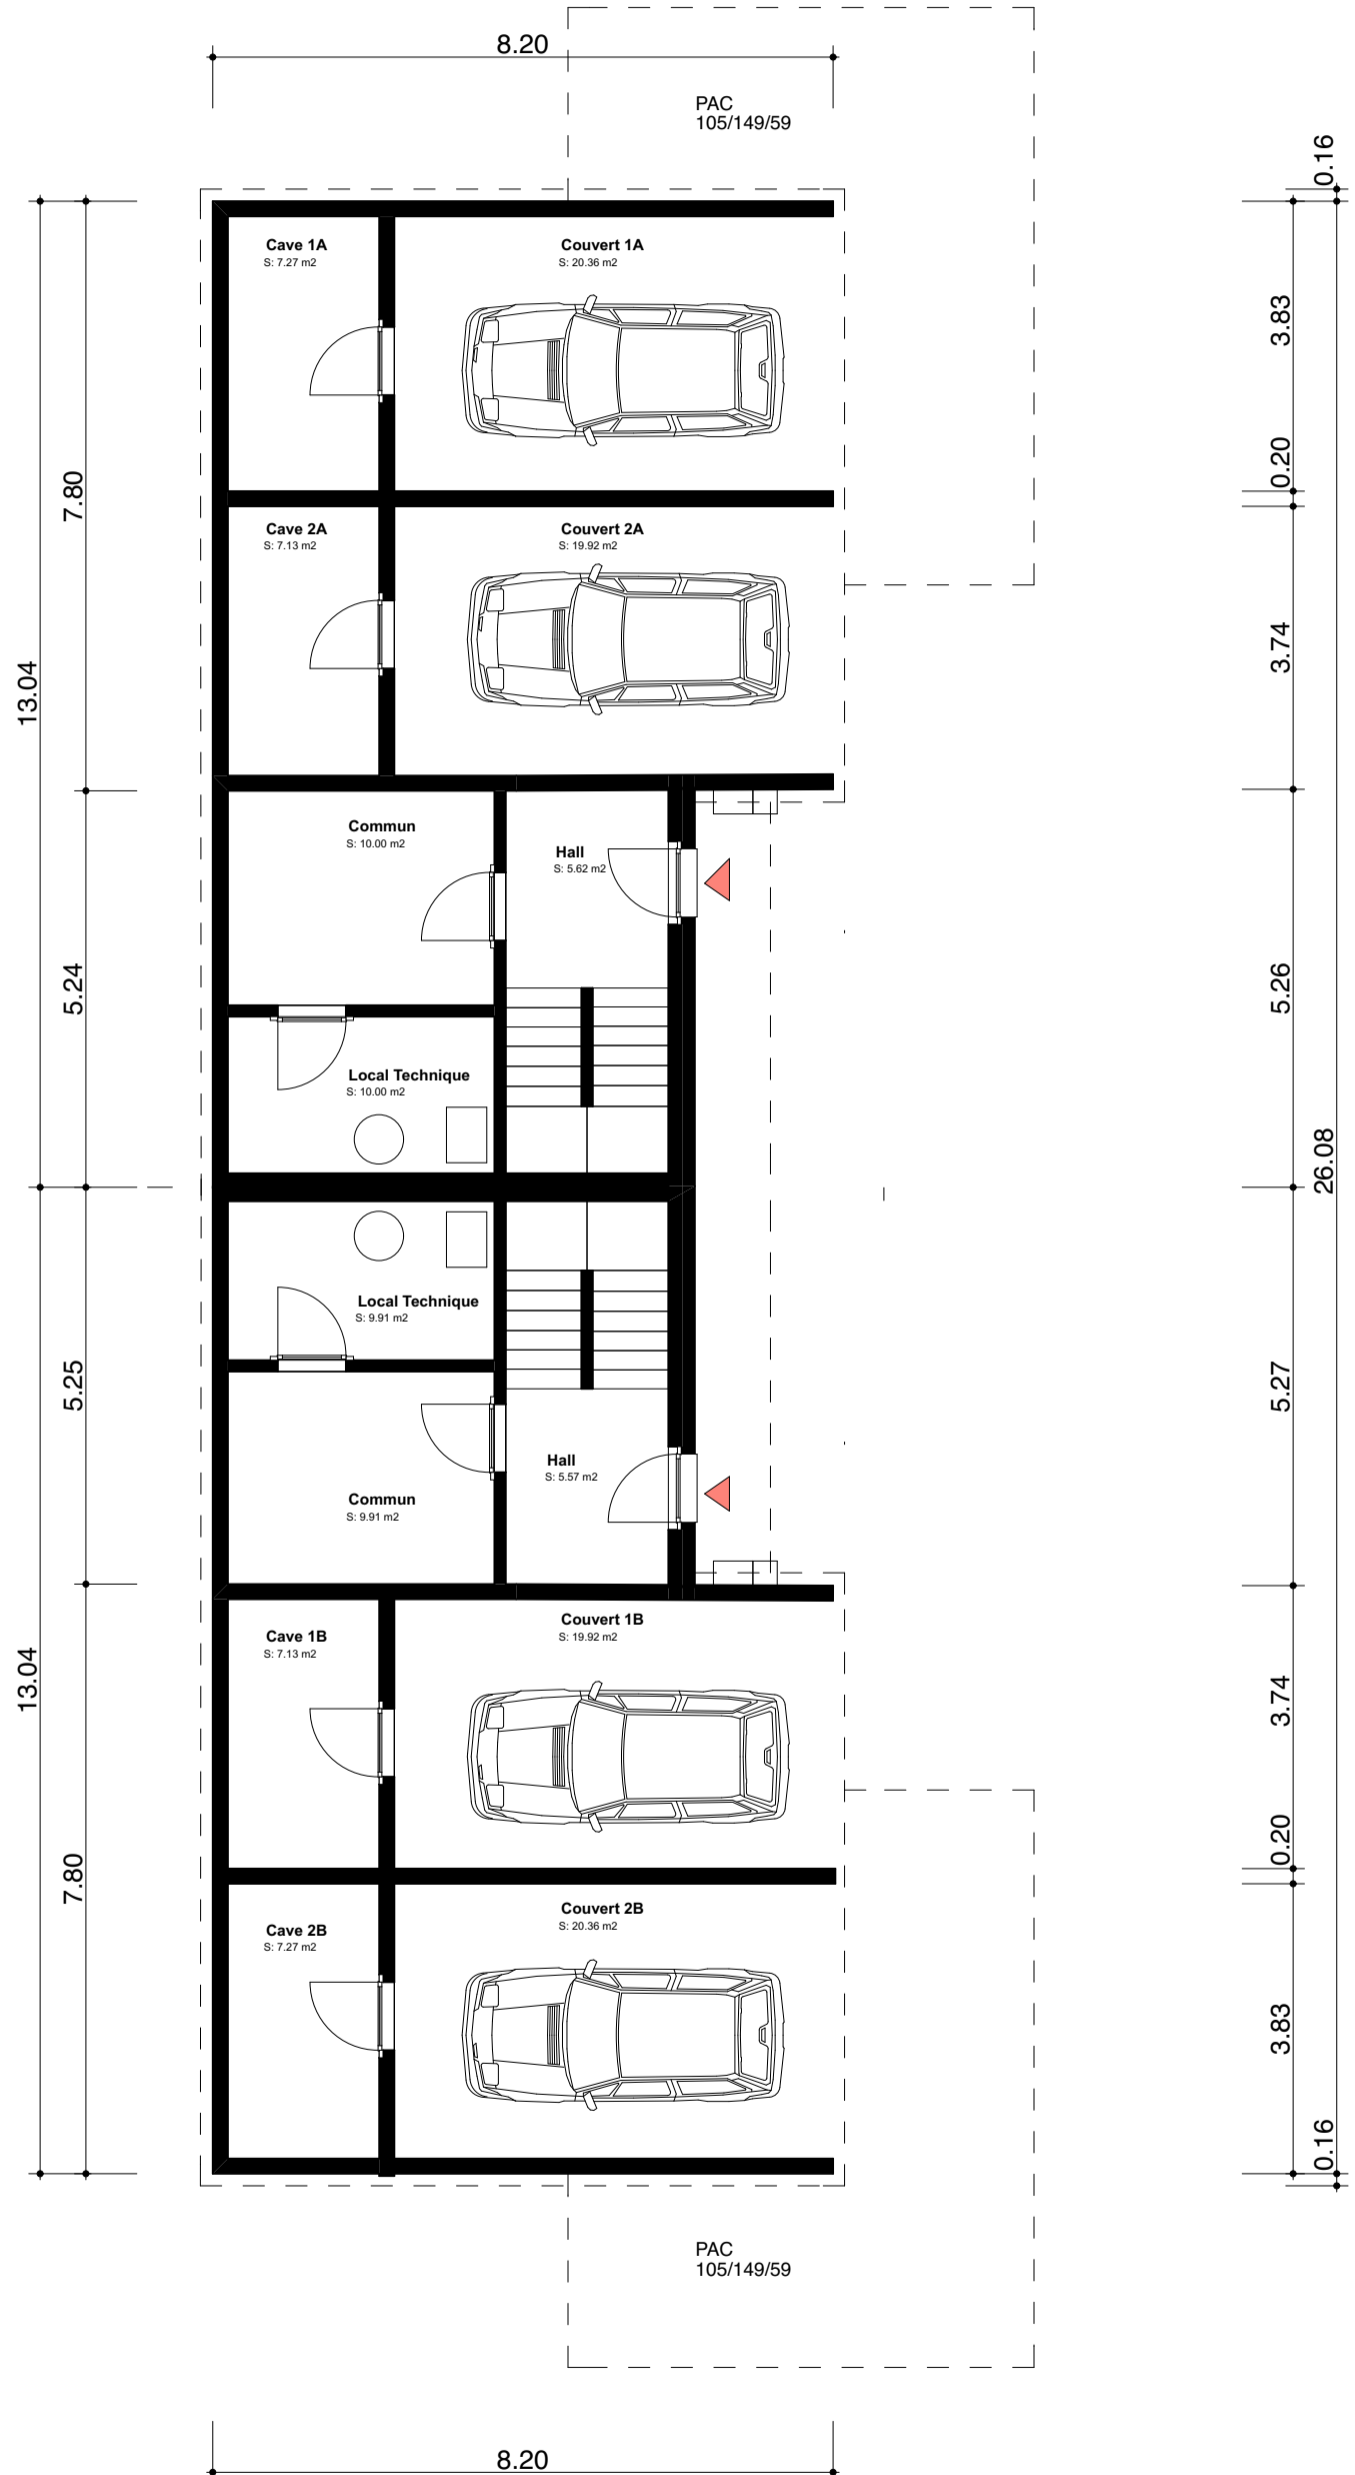 8.20
PAC
105/149/59
0.16
Cave 1A
S: 7.27 m2
Couvert 1A
S: 20.36 m2
3.83
7.80
0.20
Cave 2A
S: 7.13 m2
Couvert 2A
S: 19.92 m2
3.74
13.04
Commun
S: 10.00 m2
Hall
S: 5.62 m2
5.24
5.26
Local Technique
S: 10.00 m2
26.08
Local Technique
S: 9.91 m2
5.25
5.27
Hall
S: 5.57 m2
Commun
S: 9.91 m2
Cave 1B
S: 7.13 m2
Couvert 1B
S: 19.92 m2
13.04
3.74
0.20
7.80
Cave 2B
S: 7.27 m2
Couvert 2B
S: 20.36 m2
3.83
0.16
PAC
105/149/59
8.20